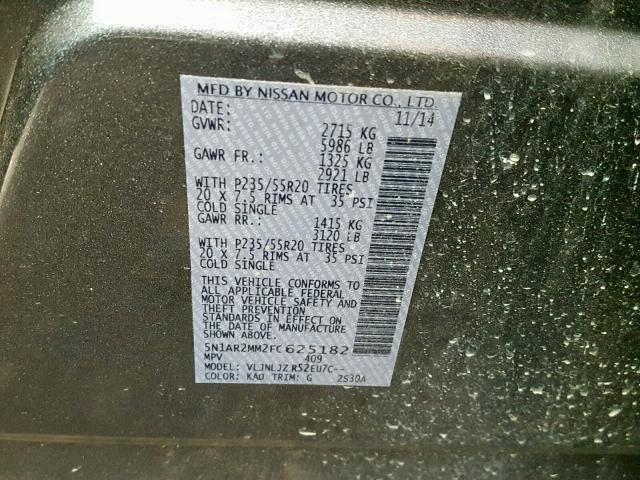 MFD BY NISSAN MOTOR CO., LTD.
DATE: 11/14
GVWR: 2715 KG
5986 LB
GAWR FR.: 1325 KG
2921 LB
WITH P235/55R20 TIRES
20 X 7.5 RIMS AT 35 PSI
COLD SINGLE
GAWR RR.: 1415 KG
3120 LB
WITH P235/55R20 TIRES
20 X 7.5 RIMS AT 35 PSI
COLD SINGLE
THIS VEHICLE CONFORMS TO
ALL APPLICABLE FEDERAL
MOTOR VEHICLE SAFETY AND
THEFT PREVENTION
STANDARDS IN EFFECT ON
THE DATE OF MANUFACTURE
SHOWN ABOVE.
5N1AR2MM2FC625182
MPV 409
MODEL: VLJNLJZ R52EU7C--
COLOR: KAD TRIM: G ZS30A